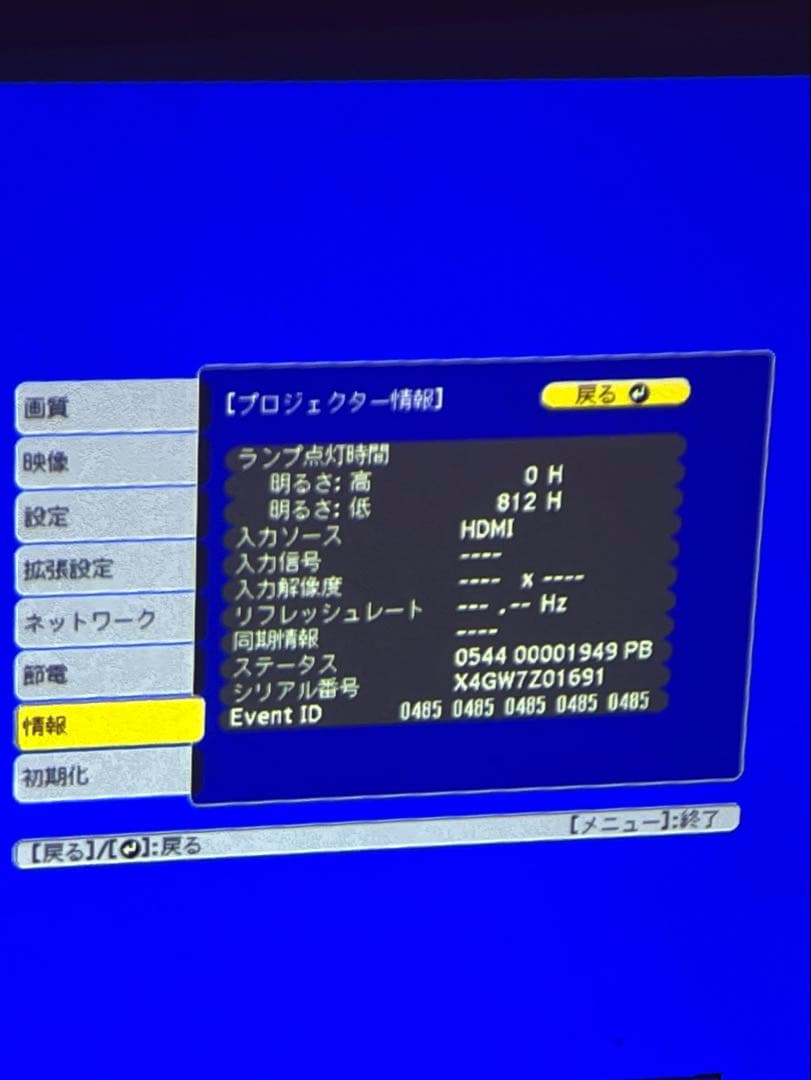 画質
映像
設定
拡張設定
ネットワーク
節電
情報
初期化
[プロジェクター情報]
戻る
ランプ点灯時間
明るさ: 高 0 H
明るさ: 低 812 H
入力ソース HDMI
入力信号 ----
入力解像度 ---- x ----
リフレッシュレート --- .-- Hz
同期情報 ----
ステータス 0544 00001949 PB
シリアル番号 X4GW7Z01691
Event ID 0485 0485 0485 0485 0485
[戻る]/[⏎]:戻る [メニュー]:終了